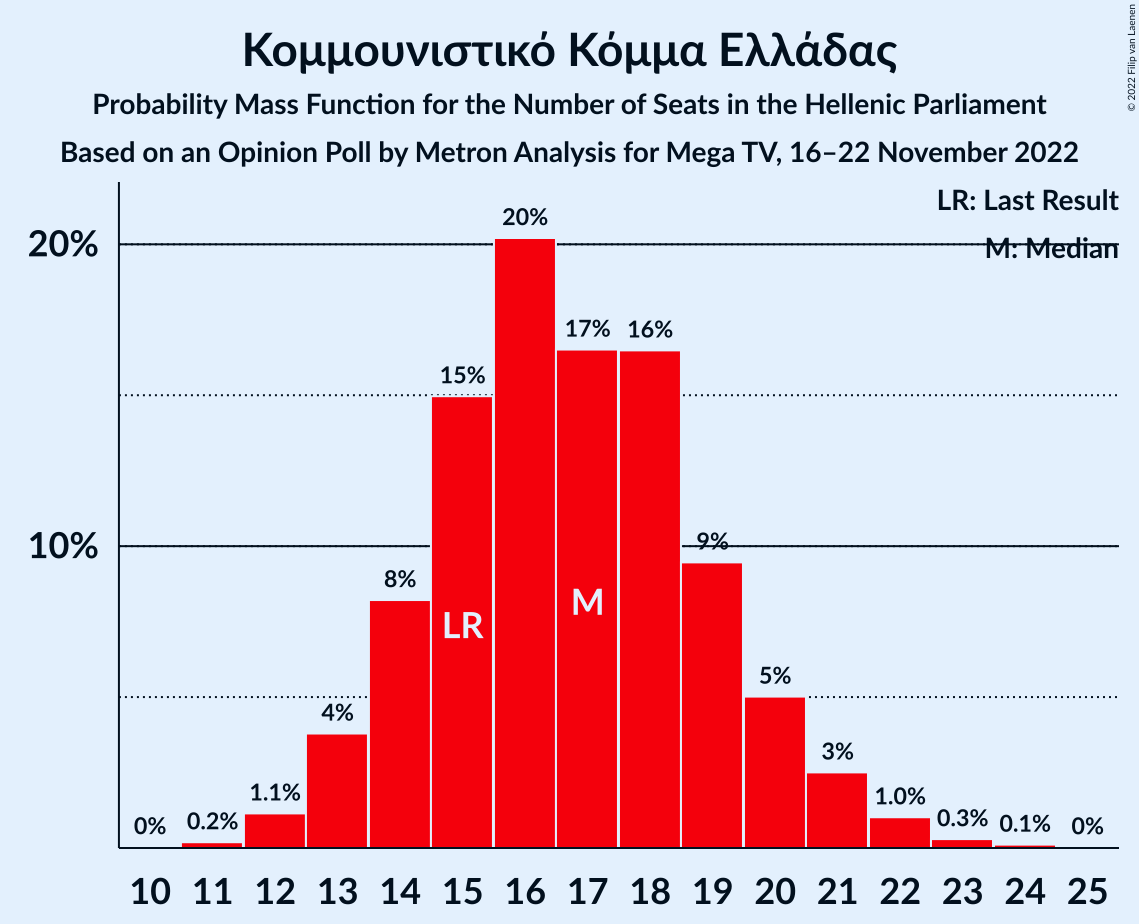 Κομμουνιστικό Κόμμα Ελλάδας
Probability Mass Function for the Number of Seats in the Hellenic Parliament
Based on an Opinion Poll by Metron Analysis for Mega TV, 16–22 November 2022
© 2022 Filip van Laenen
LR: Last Result
M: Median
20%
10%
0%
0.2%
1.1%
4%
8%
15%
20%
17%
16%
9%
5%
3%
1.0%
0.3%
0.1%
0%
LR
M
10 11 12 13 14 15 16 17 18 19 20 21 22 23 24 25